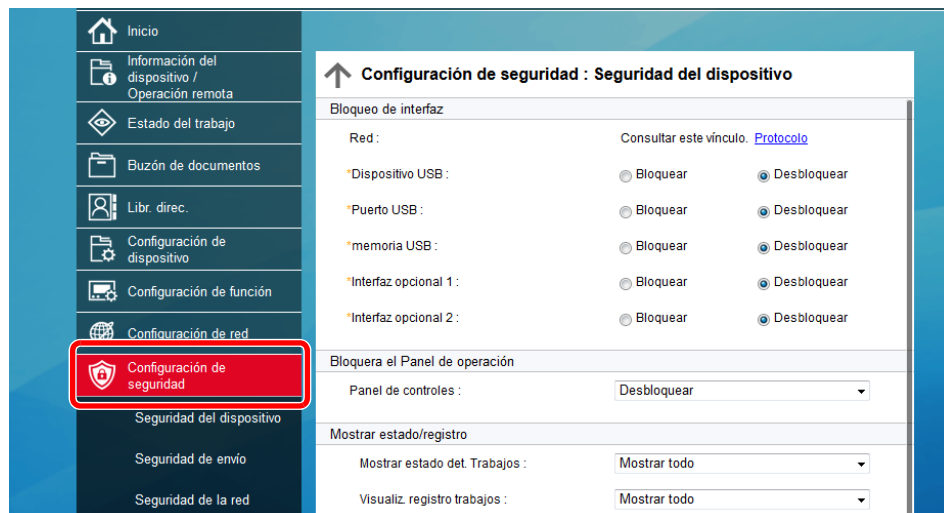 Inicio
Información del
dispositivo /
Operación remota
Estado del trabajo
Buzón de documentos
Libr. direc.
Configuración de
dispositivo
Configuración de función
Configuración de red
Configuración de
seguridad
Seguridad del dispositivo
Seguridad de envío
Seguridad de la red
Configuración de seguridad : Seguridad del dispositivo
Bloqueo de interfaz
Red : Consultar este vínculo. Protocolo
*Dispositivo USB : Bloquear Desbloquear
*Puerto USB : Bloquear Desbloquear
*memoria USB : Bloquear Desbloquear
*Interfaz opcional 1 : Bloquear Desbloquear
*Interfaz opcional 2 : Bloquear Desbloquear
Bloquera el Panel de operación
Panel de controles : Desbloquear
Mostrar estado/registro
Mostrar estado det. Trabajos : Mostrar todo
Visualiz. registro trabajos : Mostrar todo